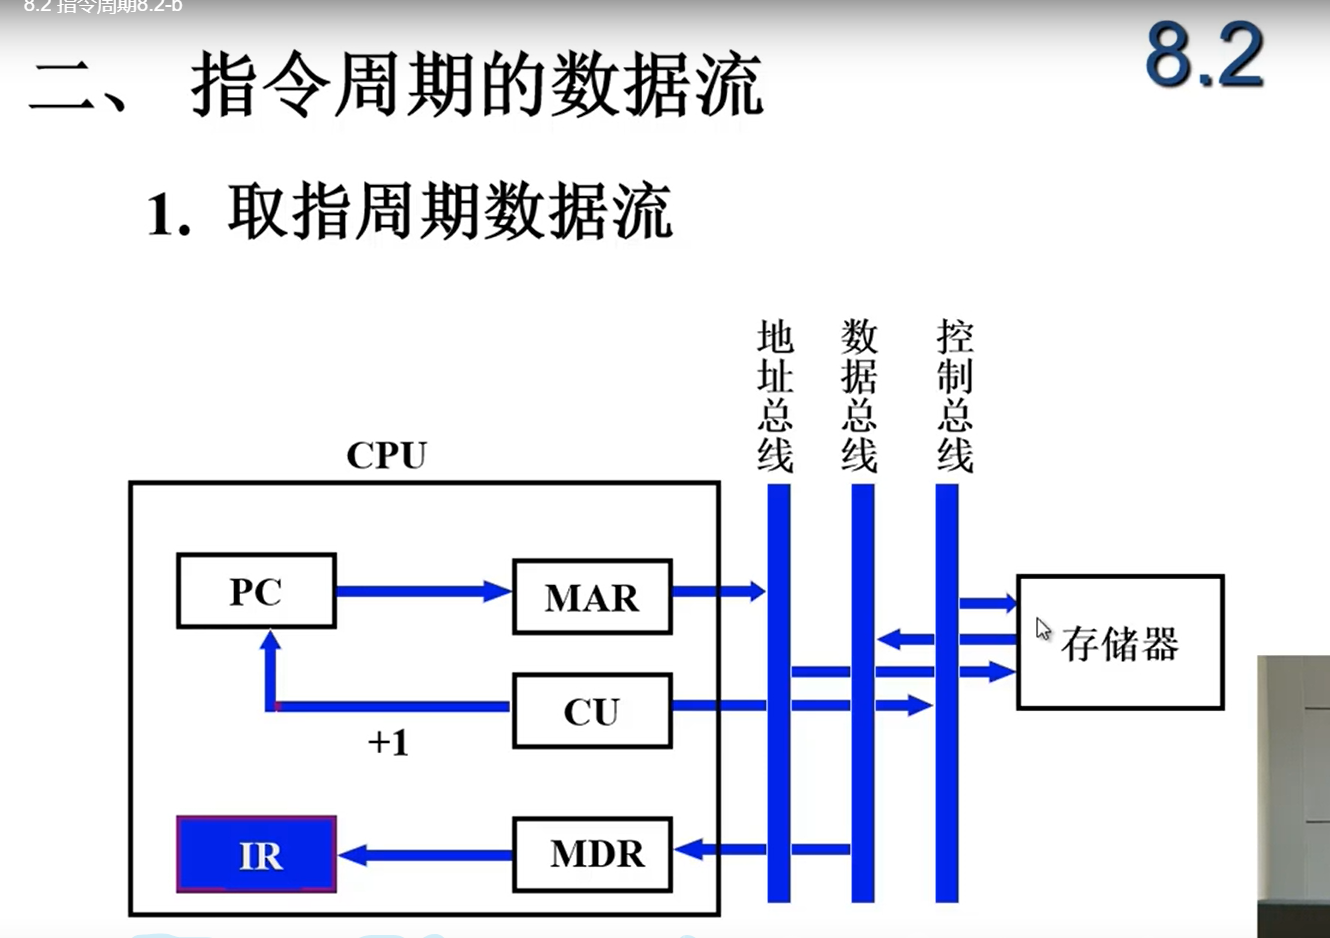 8.2 指令周期8.2-b
8.2
二、 指令周期的数据流
1. 取指周期数据流
地址总线
数据总线
控制总线
CPU
PC
MAR
存储器
CU
+1
IR
MDR